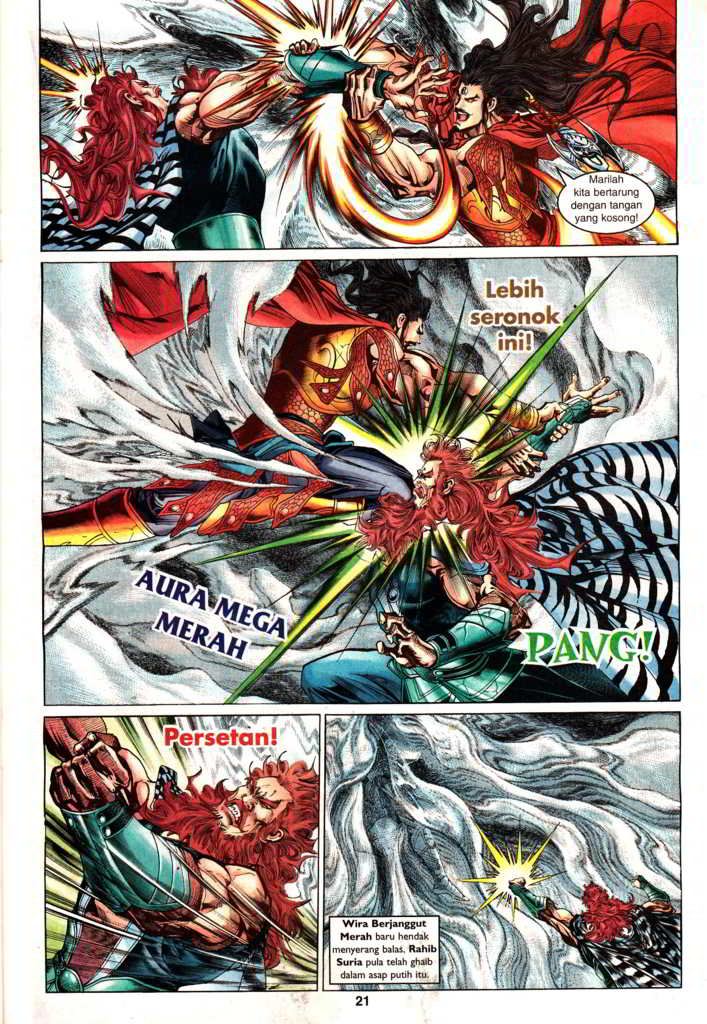 Marilah
kita bertarung
dengan tangan
yang kosong!
Lebih
seronok
ini!
AURA MEGA
MERAH
PANG!
Persetan!
Wira Berjanggut
Merah baru hendak
menyerang balas, Rahib
Suria pula telah ghaib
dalam asap putih itu.
21